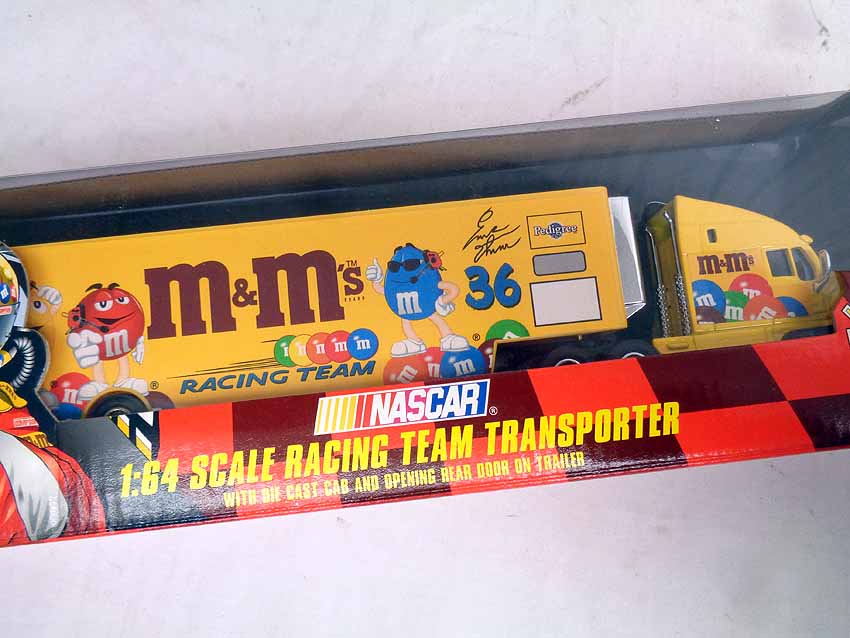 m&m's™
RACING TEAM
36
Pedigree
m&m's
NASCAR®
1:64 SCALE RACING TEAM TRANSPORTER
WITH DIE CAST CAB AND OPENING REAR DOOR ON TRAILER